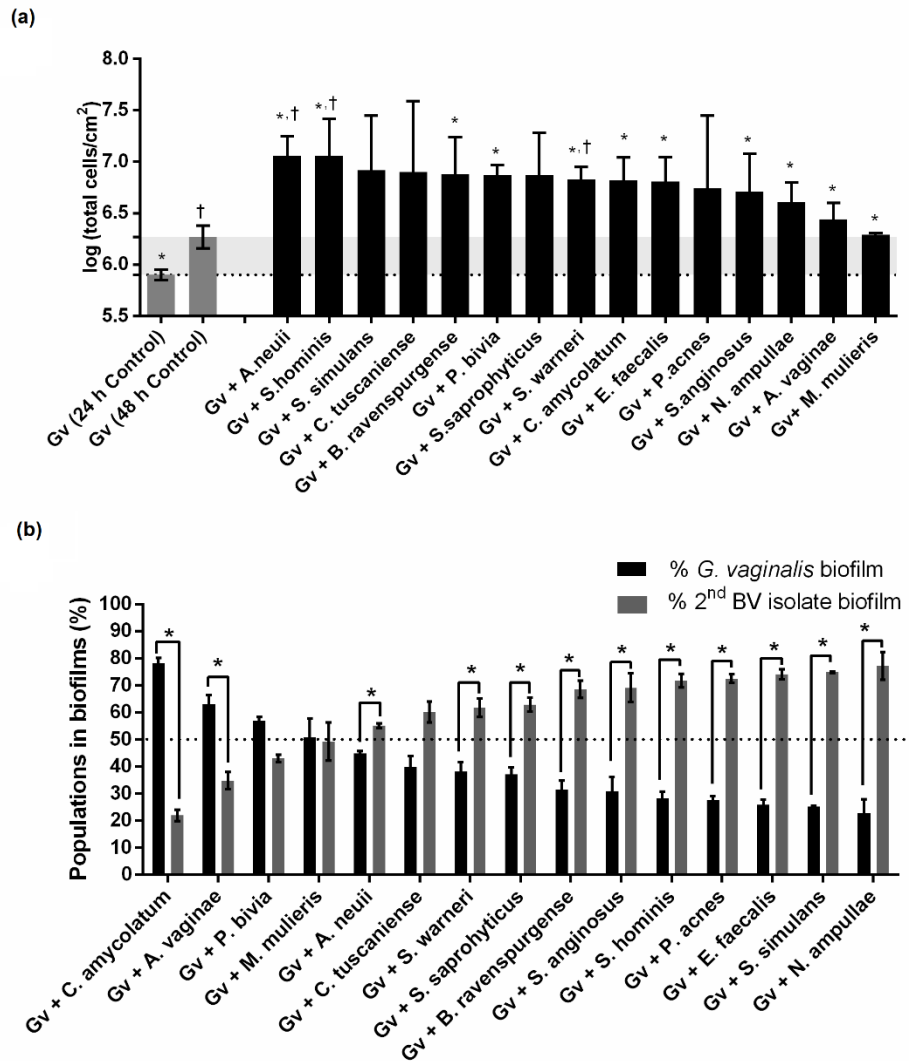 (a)
log (total cells/cm²)
8.0
7.5
7.0
6.5
6.0
5.5
*
†
*,†
*,†
*
*
*,†
*
*
*
*
*
*
Gv (24 h Control)
Gv (48 h Control)
Gv + A.neuii
Gv + S.hominis
Gv + S. simulans
Gv + C. tuscaniense
Gv + B. ravenspurgense
Gv + P. bivia
Gv + S.saprophyticus
Gv + S. warneri
Gv + C. amycolatum
Gv + E. faecalis
Gv + P.acnes
Gv + S.anginosus
Gv + N. ampullae
Gv + A. vaginae
Gv+ M. mulieris
(b)
% G. vaginalis biofilm
% 2nd BV isolate biofilm
Populations in biofilms (%)
100
90
80
70
60
50
40
30
20
10
0
*
*
*
*
*
*
*
*
*
*
*
*
Gv + C. amycolatum
Gv + A. vaginae
Gv + P. bivia
Gv + M. mulieris
Gv + A. neuii
Gv + C. tuscaniense
Gv + S. warneri
Gv + S. saprohyticus
Gv + B. ravenspurgense
Gv + S. anginosus
Gv + S. hominis
Gv + P. acnes
Gv + E. faecalis
Gv + S. simulans
Gv + N. ampullae